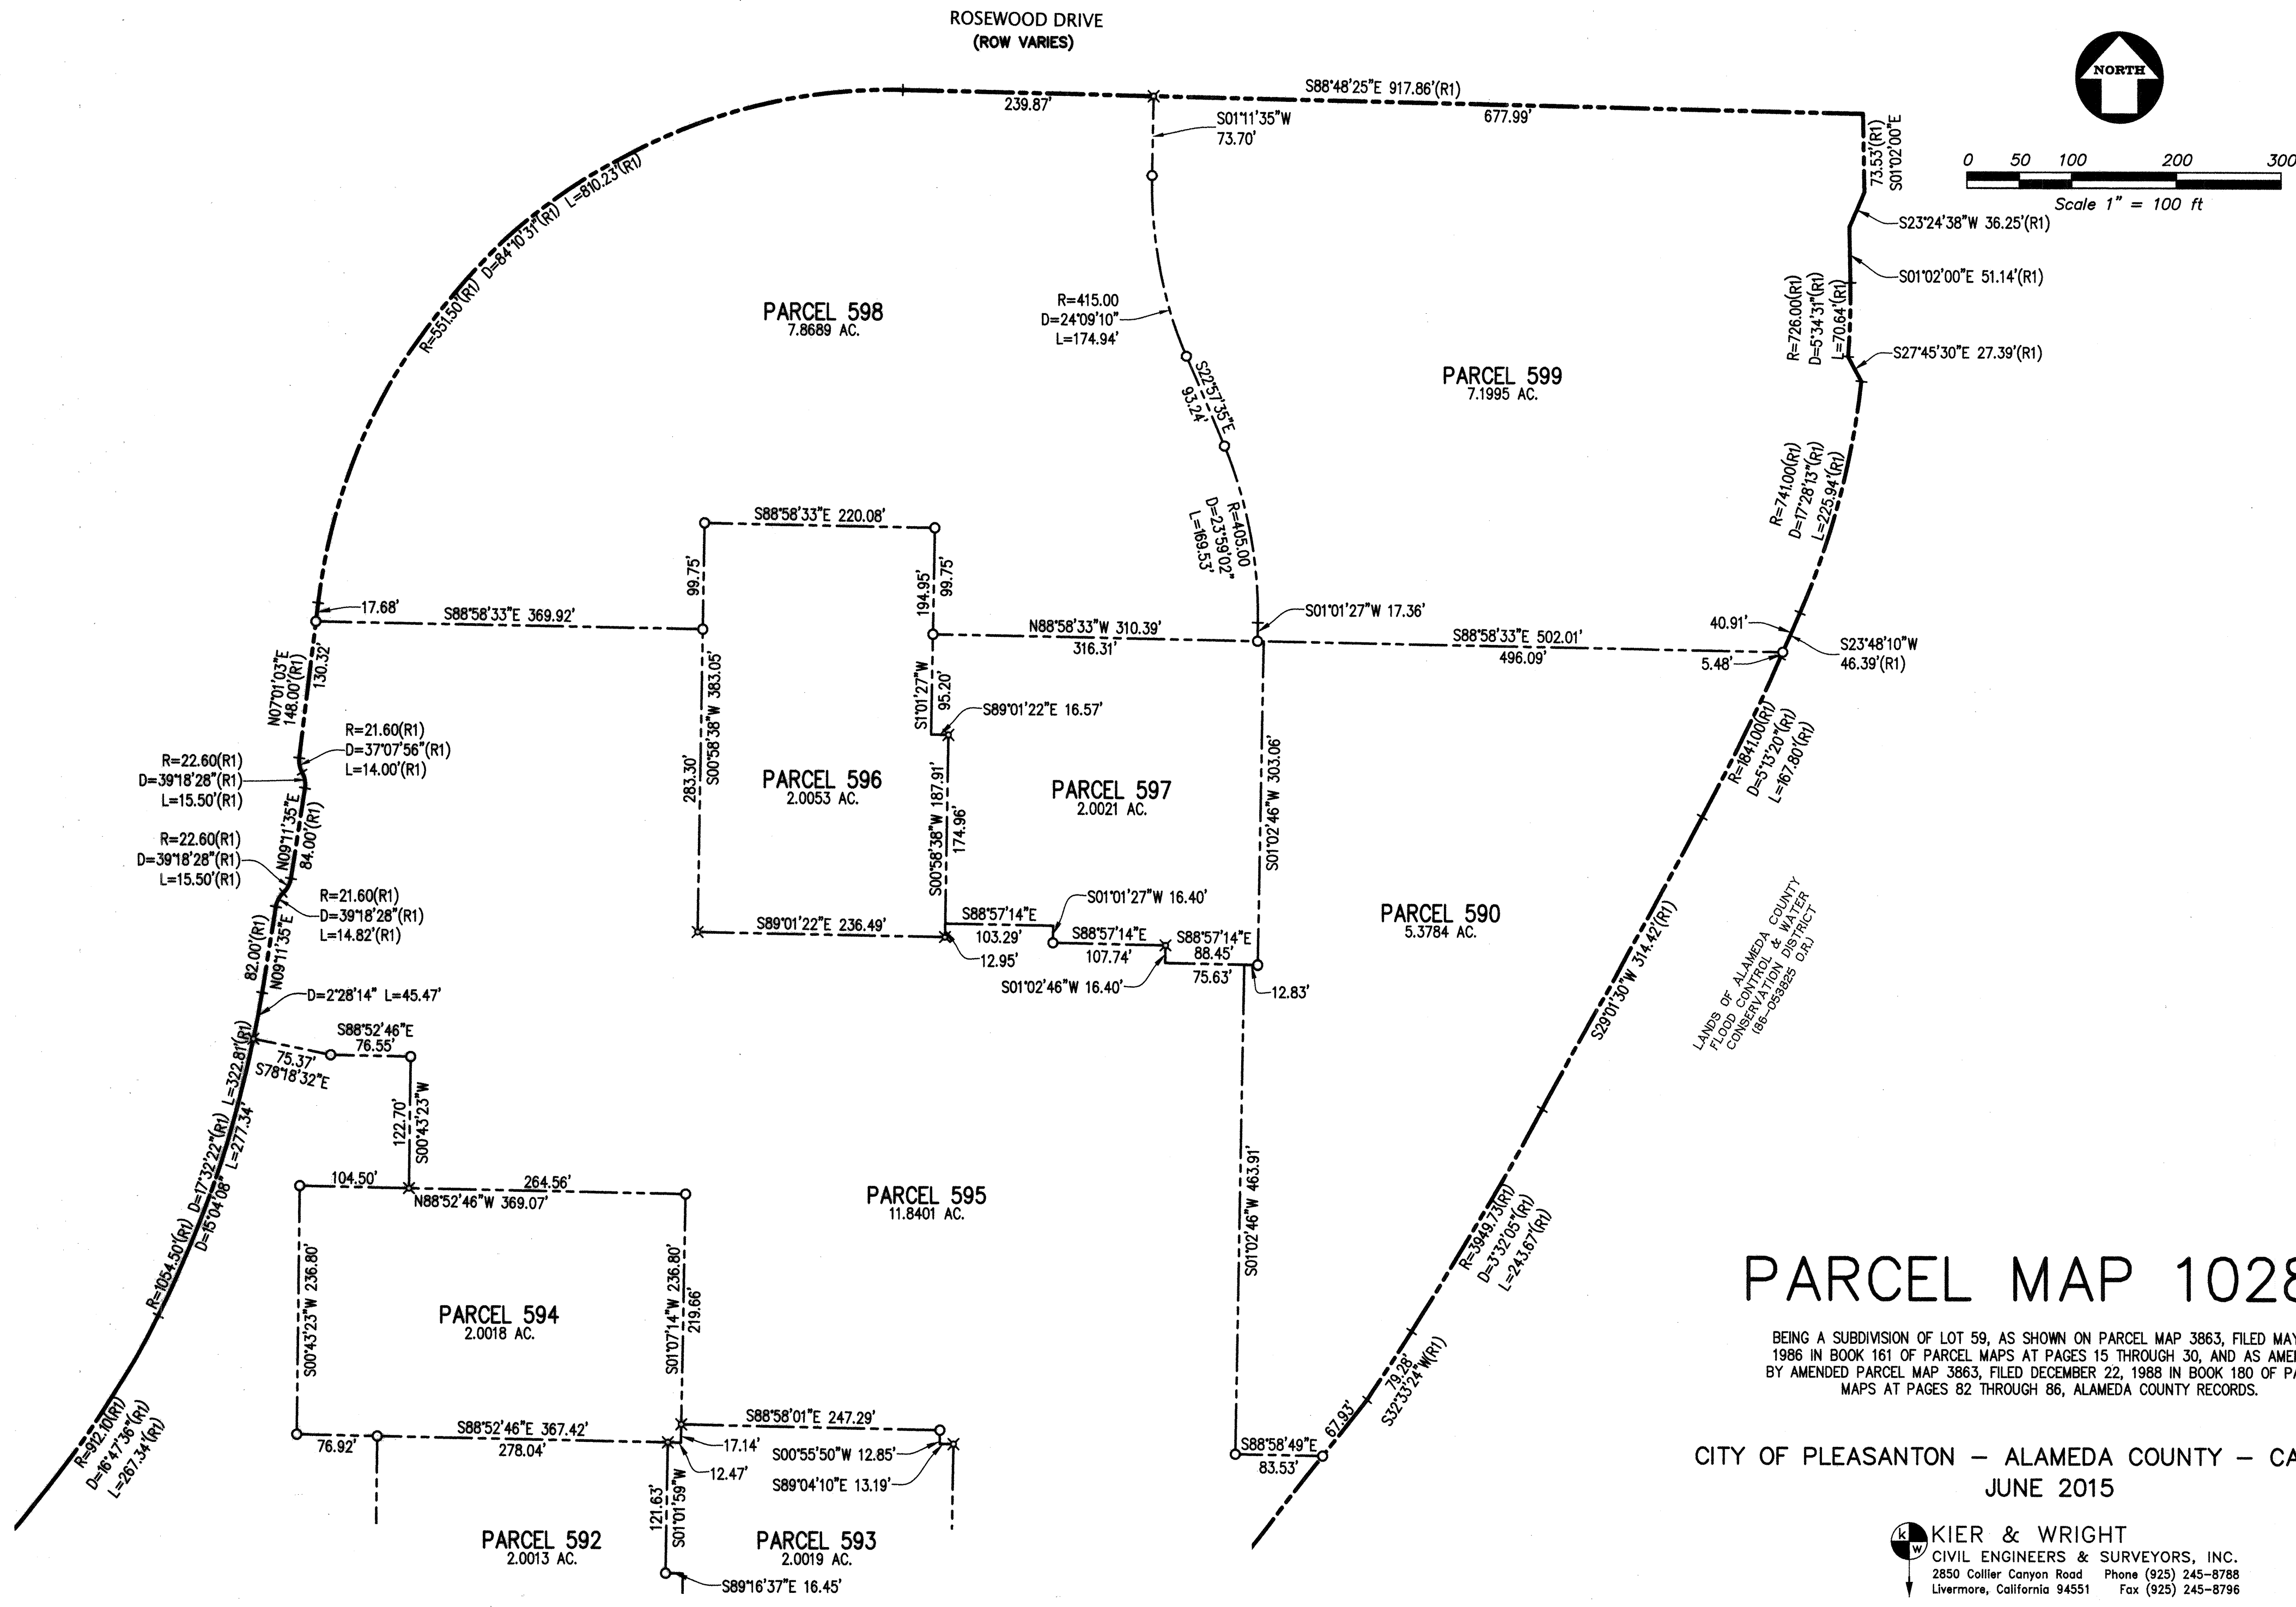 ROSEWOOD DRIVE
(ROW VARIES)
239.87'
S88°48'25"E 917.86'(R1)
677.99'
S01°11'35"W
73.70'
73.53'(R1)
S01°02'00"E
NORTH
0 50 100 200 300
Scale 1" = 100 ft
S23°24'38"W 36.25'(R1)
S01°02'00"E 51.14'(R1)
R=726.00(R1)
D=5°34'31"(R1)
L=70.64'(R1)
S27°45'30"E 27.39'(R1)
R=551.50'(R1) D=84°10'31"(R1) L=810.23'(R1)
PARCEL 598
7.8689 AC.
R=415.00
D=24°09'10"
L=174.94'
S22°57'35"E
93.24'
PARCEL 599
7.1995 AC.
R=741.00(R1)
D=17°28'13"(R1)
L=225.94'(R1)
R=405.00
D=23°59'02"
L=169.53'
S88°58'33"E 220.08'
99.75'
194.95'
99.75'
17.68'
S88°58'33"E 369.92'
N88°58'33"W 310.39'
316.31'
S01°01'27"W 17.36'
S88°58'33"E 502.01'
496.09'
40.91'
5.48'
S23°48'10"W
46.39'(R1)
N07°01'03"E
148.00'(R1)
130.32'
283.30'
S00°58'38"W 383.05'
S1°01'27"W
95.20'
S89°01'22"E 16.57'
R=21.60(R1)
D=37°07'56"(R1)
L=14.00'(R1)
R=22.60(R1)
D=39°18'28"(R1)
L=15.50'(R1)
N09°11'35"E
84.00'(R1)
R=22.60(R1)
D=39°18'28"(R1)
L=15.50'(R1)
R=21.60(R1)
D=39°18'28"(R1)
L=14.82'(R1)
82.00'(R1)
N09°11'35"E
PARCEL 596
2.0053 AC.
S00°58'38"W 187.91'
174.96'
PARCEL 597
2.0021 AC.
S01°02'46"W 303.06'
R=1841.00(R1)
D=5°13'20"(R1)
L=167.80'(R1)
S89°01'22"E 236.49'
12.95'
S88°57'14"E
103.29'
S01°01'27"W 16.40'
S88°57'14"E
107.74'
S88°57'14"E
88.45'
75.63'
S01°02'46"W 16.40'
12.83'
PARCEL 590
5.3784 AC.
S29°01'30"W 314.42'(R1)
LANDS OF ALAMEDA COUNTY
FLOOD CONTROL & WATER
CONSERVATION DISTRICT
(86-053825 O.R.)
D=2°28'14" L=45.47'
S88°52'46"E
76.55'
75.37'
S78°18'32"E
122.70'
S00°43'23"W
R=1054.50'(R1) D=17°32'22"(R1) L=322.81'(R1)
D=15°04'08" L=277.34'
104.50'
264.56'
N88°52'46"W 369.07'
PARCEL 595
11.8401 AC.
S01°02'46"W 463.91'
R=3949.73(R1)
D=3°32'05"(R1)
L=243.67'(R1)
S00°43'23"W 236.80'
PARCEL 594
2.0018 AC.
S01°07'14"W 236.80'
219.66'
79.28'
S32°33'24"W(R1)
67.93'
R=912.10(R1)
D=16°47'36"(R1)
L=267.34'(R1)
76.92'
S88°52'46"E 367.42'
278.04'
S88°58'01"E 247.29'
17.14'
12.47'
S00°55'50"W 12.85'
S89°04'10"E 13.19'
S88°58'49"E
83.53'
121.63'
S01°01'59"W
PARCEL 592
2.0013 AC.
PARCEL 593
2.0019 AC.
S89°16'37"E 16.45'
PARCEL MAP 1028
BEING A SUBDIVISION OF LOT 59, AS SHOWN ON PARCEL MAP 3863, FILED MAY
1986 IN BOOK 161 OF PARCEL MAPS AT PAGES 15 THROUGH 30, AND AS AME
BY AMENDED PARCEL MAP 3863, FILED DECEMBER 22, 1988 IN BOOK 180 OF PA
MAPS AT PAGES 82 THROUGH 86, ALAMEDA COUNTY RECORDS.
CITY OF PLEASANTON – ALAMEDA COUNTY – CA
JUNE 2015
K W
KIER & WRIGHT
CIVIL ENGINEERS & SURVEYORS, INC.
2850 Collier Canyon Road Phone (925) 245-8788
Livermore, California 94551 Fax (925) 245-8796